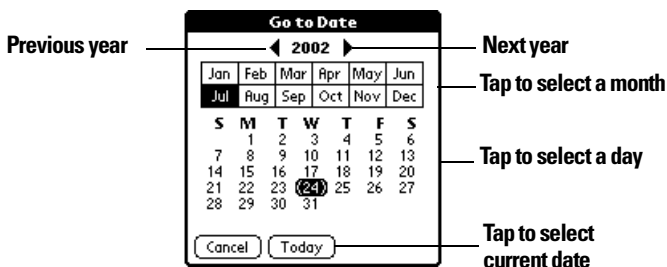 Go to Date
Previous year
2002
Next year
Jan Feb Mar Apr May Jun
Tap to select a month
Jul Aug Sep Oct Nov Dec
S M T W T F S
1 2 3 4 5 6
7 8 9 10 11 12 13
Tap to select a day
14 15 16 17 18 19 20
21 22 23 24 25 26 27
28 29 30 31
Cancel Today
Tap to select
current date